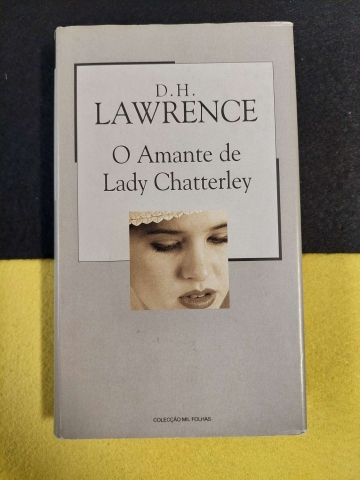 D.H.
LAWRENCE
O Amante de
Lady Chatterley
COLECÇÃO MIL FOLHAS